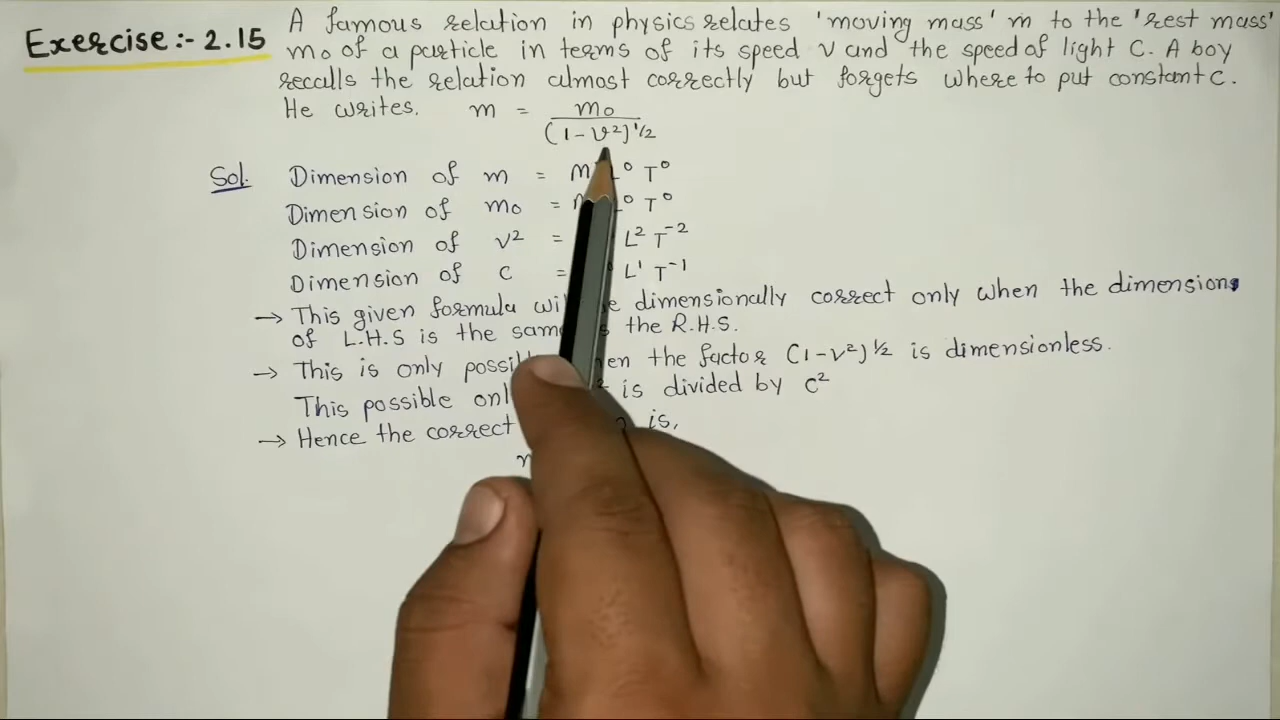 Exercise:- 2.15
A famous relation in physics relates 'moving mass' m to the 'rest mass'
m₀ of a particle in terms of its speed v and the speed of light C. A boy
recalls the relation almost correctly but forgets where to put constant c.
He writes. m = m₀ / (1-v²)^1/2
Sol. Dimension of m = M L⁰ T⁰
Dimension of m₀ = L⁰ T⁰
Dimension of v² = L² T⁻²
Dimension of C = L¹ T⁻¹
→ This given formula dimensionally correct only when the dimensions
of L.H.S is the same the R.H.S.
→ This is only the factor (1-v²)^1/2 is dimensionless.
This possible is divided by C²
→ Hence the correct is,